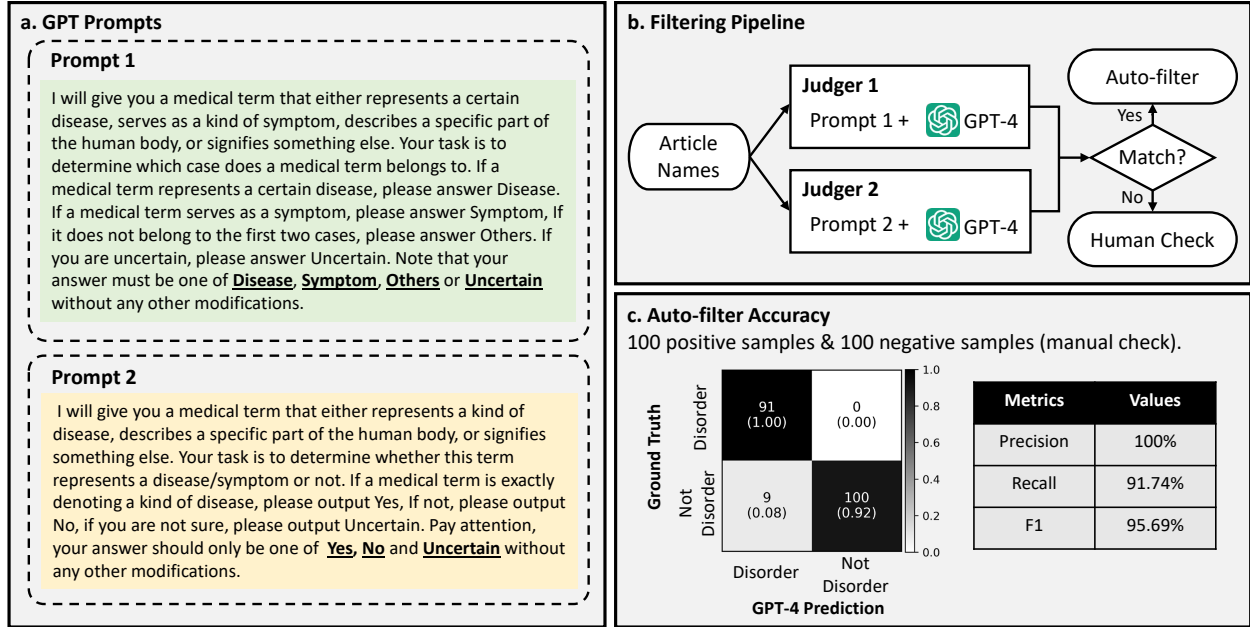 a. GPT Prompts
Prompt 1
I will give you a medical term that either represents a certain
disease, serves as a kind of symptom, describes a specific part of
the human body, or signifies something else. Your task is to
determine which case does a medical term belongs to. If a
medical term represents a certain disease, please answer Disease.
If a medical term serves as a symptom, please answer Symptom, If
it does not belong to the first two cases, please answer Others. If
you are uncertain, please answer Uncertain. Note that your
answer must be one of Disease, Symptom, Others or Uncertain
without any other modifications.
Prompt 2
I will give you a medical term that either represents a kind of
disease, describes a specific part of the human body, or signifies
something else. Your task is to determine whether this term
represents a disease/symptom or not. If a medical term is exactly
denoting a kind of disease, please output Yes, If not, please output
No, if you are not sure, please output Uncertain. Pay attention,
your answer should only be one of Yes, No and Uncertain without
any other modifications.
b. Filtering Pipeline
Article
Names
Judger 1
Prompt 1 + GPT-4
Judger 2
Prompt 2 + GPT-4
Auto-filter
Yes
Match?
No
Human Check
c. Auto-filter Accuracy
100 positive samples & 100 negative samples (manual check).
Ground Truth
Disorder
Not
Disorder
91
(1.00)
0
(0.00)
9
(0.08)
100
(0.92)
Disorder
Not
Disorder
GPT-4 Prediction
1.0
0.8
0.6
0.4
0.2
0.0
Metrics Values
Precision 100%
Recall 91.74%
F1 95.69%